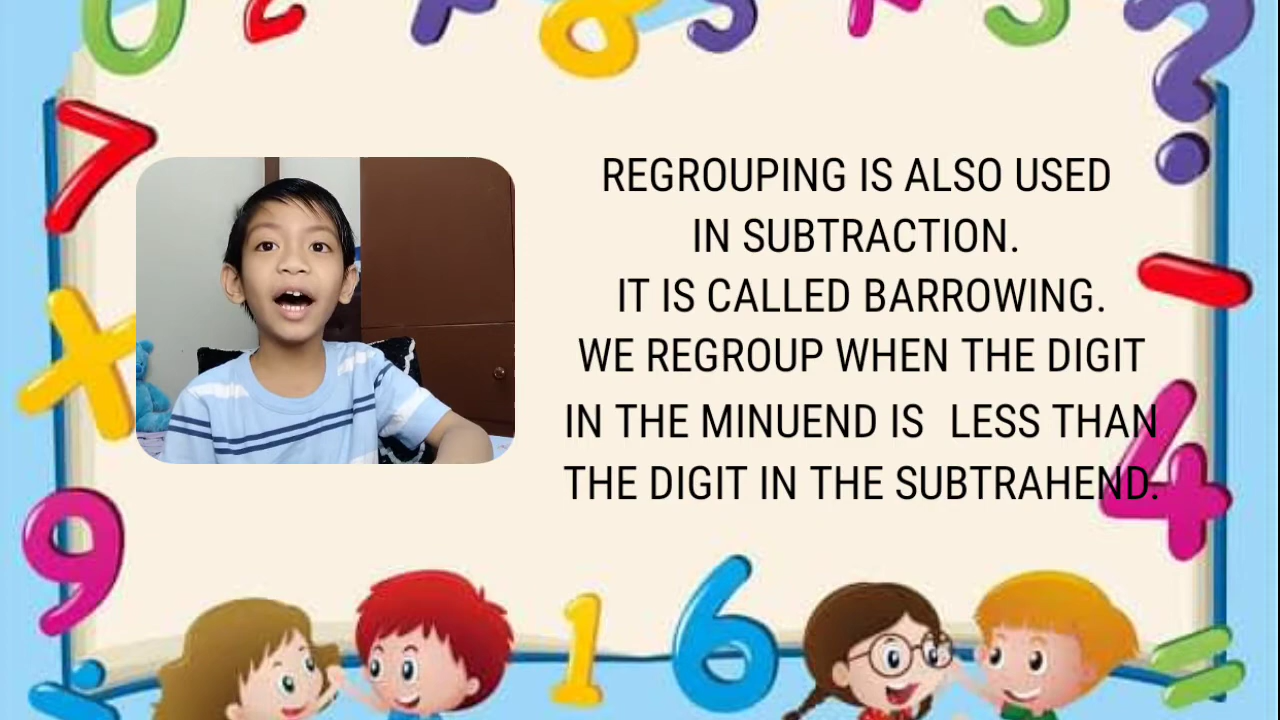 REGROUPING IS ALSO USED
IN SUBTRACTION.
IT IS CALLED BARROWING.
WE REGROUP WHEN THE DIGIT
IN THE MINUEND IS LESS THAN
THE DIGIT IN THE SUBTRAHEND.